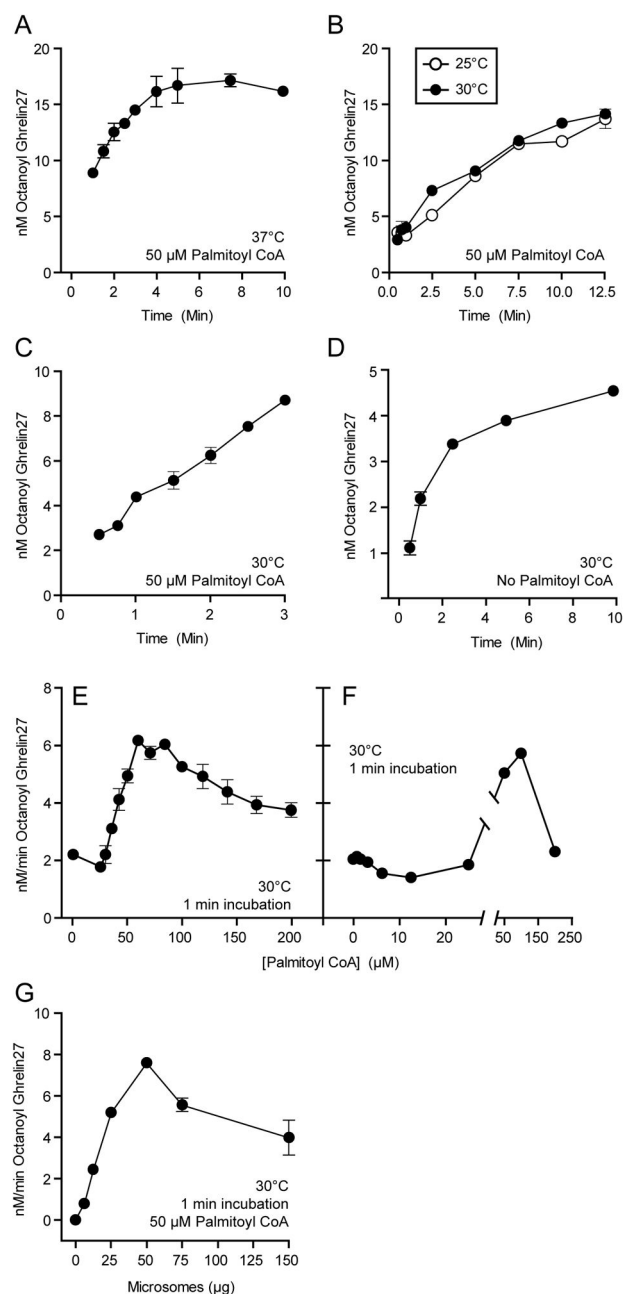 A
20
15
10
5
0
nM Octanoyl Ghrelin27
37°C
50 µM Palmitoyl CoA
0 2 4 6 8 10
Time (Min)
B
20
15
10
5
0
nM Octanoyl Ghrelin27
25°C
30°C
50 µM Palmitoyl CoA
0.0 2.5 5.0 7.5 10.0 12.5
Time (Min)
C
10
8
6
4
2
0
nM Octanoyl Ghrelin27
30°C
50 µM Palmitoyl CoA
0 1 2 3
Time (Min)
D
5
4
3
2
1
nM Octanoyl Ghrelin27
30°C
No Palmitoyl CoA
0 2 4 6 8 10
Time (Min)
E
8
6
4
2
0
nM/min Octanoyl Ghrelin27
30°C
1 min incubation
0 50 100 150 200
F
30°C
1 min incubation
0 10 20 50 150 250
[Palmitoyl CoA] (µM)
G
10
8
6
4
2
0
nM/min Octanoyl Ghrelin27
30°C
1 min incubation
50 µM Palmitoyl CoA
0 25 50 75 100 125 150
Microsomes (µg)